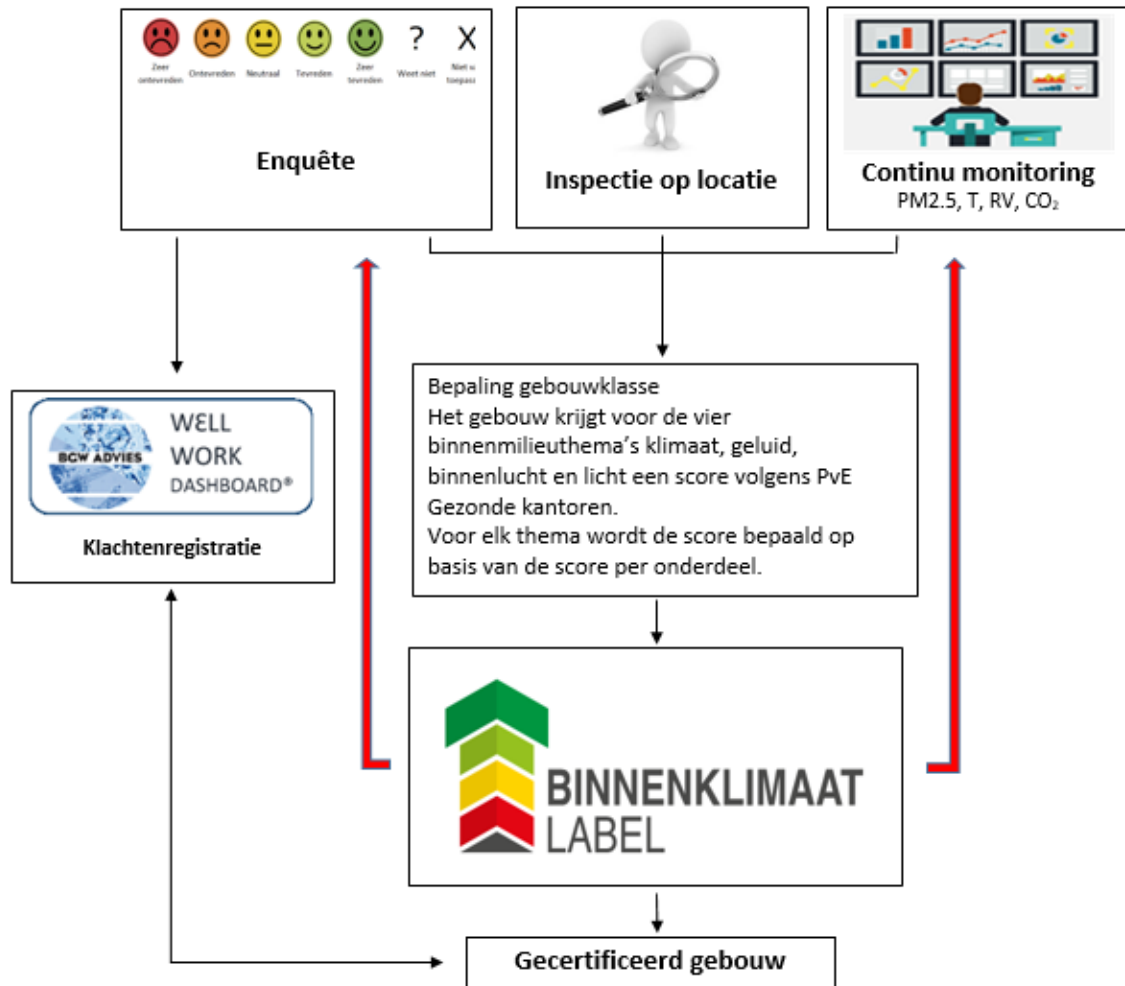 Zeer ontevreden
Ontevreden
Neutraal
Tevreden
Zeer tevreden
Weet niet
?
X
Niet
Enquête
Inspectie op locatie
Continu monitoring
PM2.5, T, RV, CO₂
BGW ADVIES
WELL
WORK
DASHBOARD®
Klachtenregistratie
Bepaling gebouwklasse
Het gebouw krijgt voor de vier
binnenmilieuthema's klimaat, geluid,
binnenlucht en licht een score volgens PvE
Gezonde kantoren.
Voor elk thema wordt de score bepaald op
basis van de score per onderdeel.
BINNENKLIMAAT
LABEL
Gecertificeerd gebouw